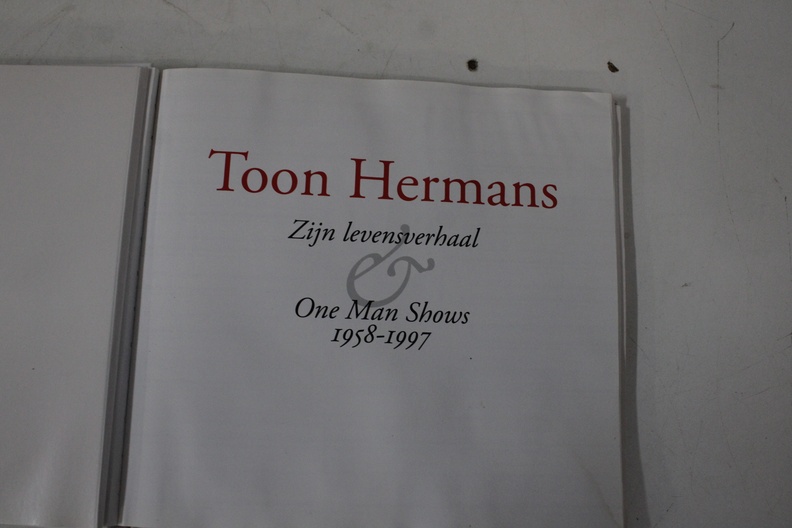 Toon Hermans
Zijn levensverhaal
&
One Man Shows
1958-1997